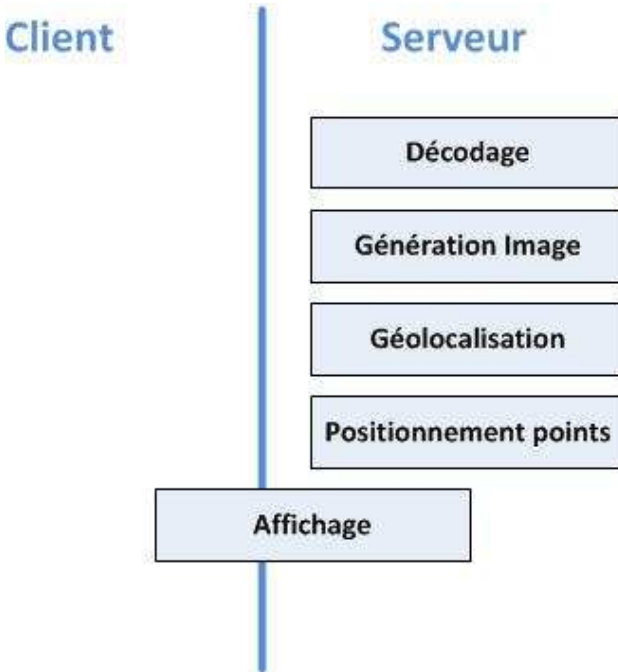 Client
Serveur
Décodage
Génération Image
Géolocalisation
Positionnement points
Affichage